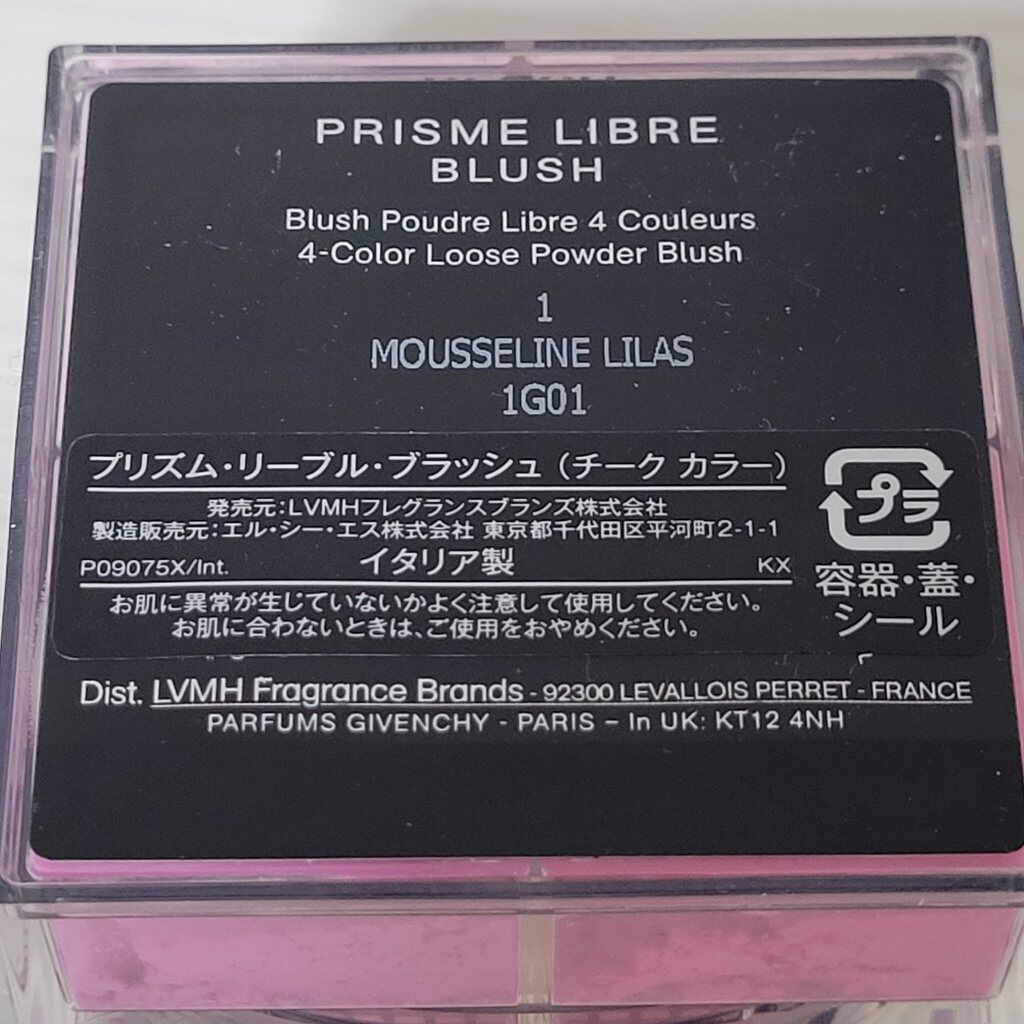 PRISME LIBRE
BLUSH
Blush Poudre Libre 4 Couleurs
4-Color Loose Powder Blush
1
MOUSSELINE LILAS
1G01
プリズム・リーブル・ブラッシュ（チーク カラー）
発売元：LVMHフレグランスブランズ株式会社
製造販売元：エル・シー・エス株式会社 東京都千代田区平河町2-1-1
P09075X/Int. イタリア製 KX
お肌に異常が生じていないかよく注意して使用してください。
お肌に合わないときは、ご使用をおやめください。
プラ
容器・蓋・
シール
Dist. LVMH Fragrance Brands - 92300 LEVALLOIS PERRET - FRANCE
PARFUMS GIVENCHY - PARIS – In UK: KT12 4NH